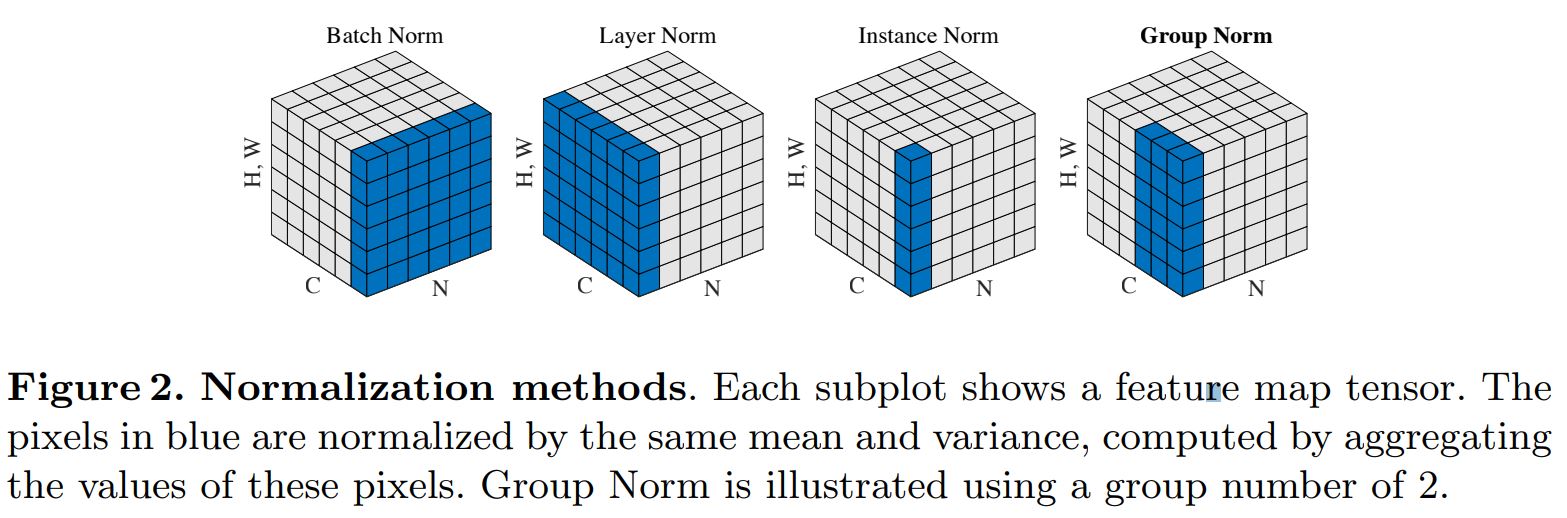 Batch Norm
Layer Norm
Instance Norm
Group Norm
H, W
C
N
H, W
C
N
H, W
C
N
H, W
C
N
Figure 2. Normalization methods. Each subplot shows a feature map tensor. The
pixels in blue are normalized by the same mean and variance, computed by aggregating
the values of these pixels. Group Norm is illustrated using a group number of 2.